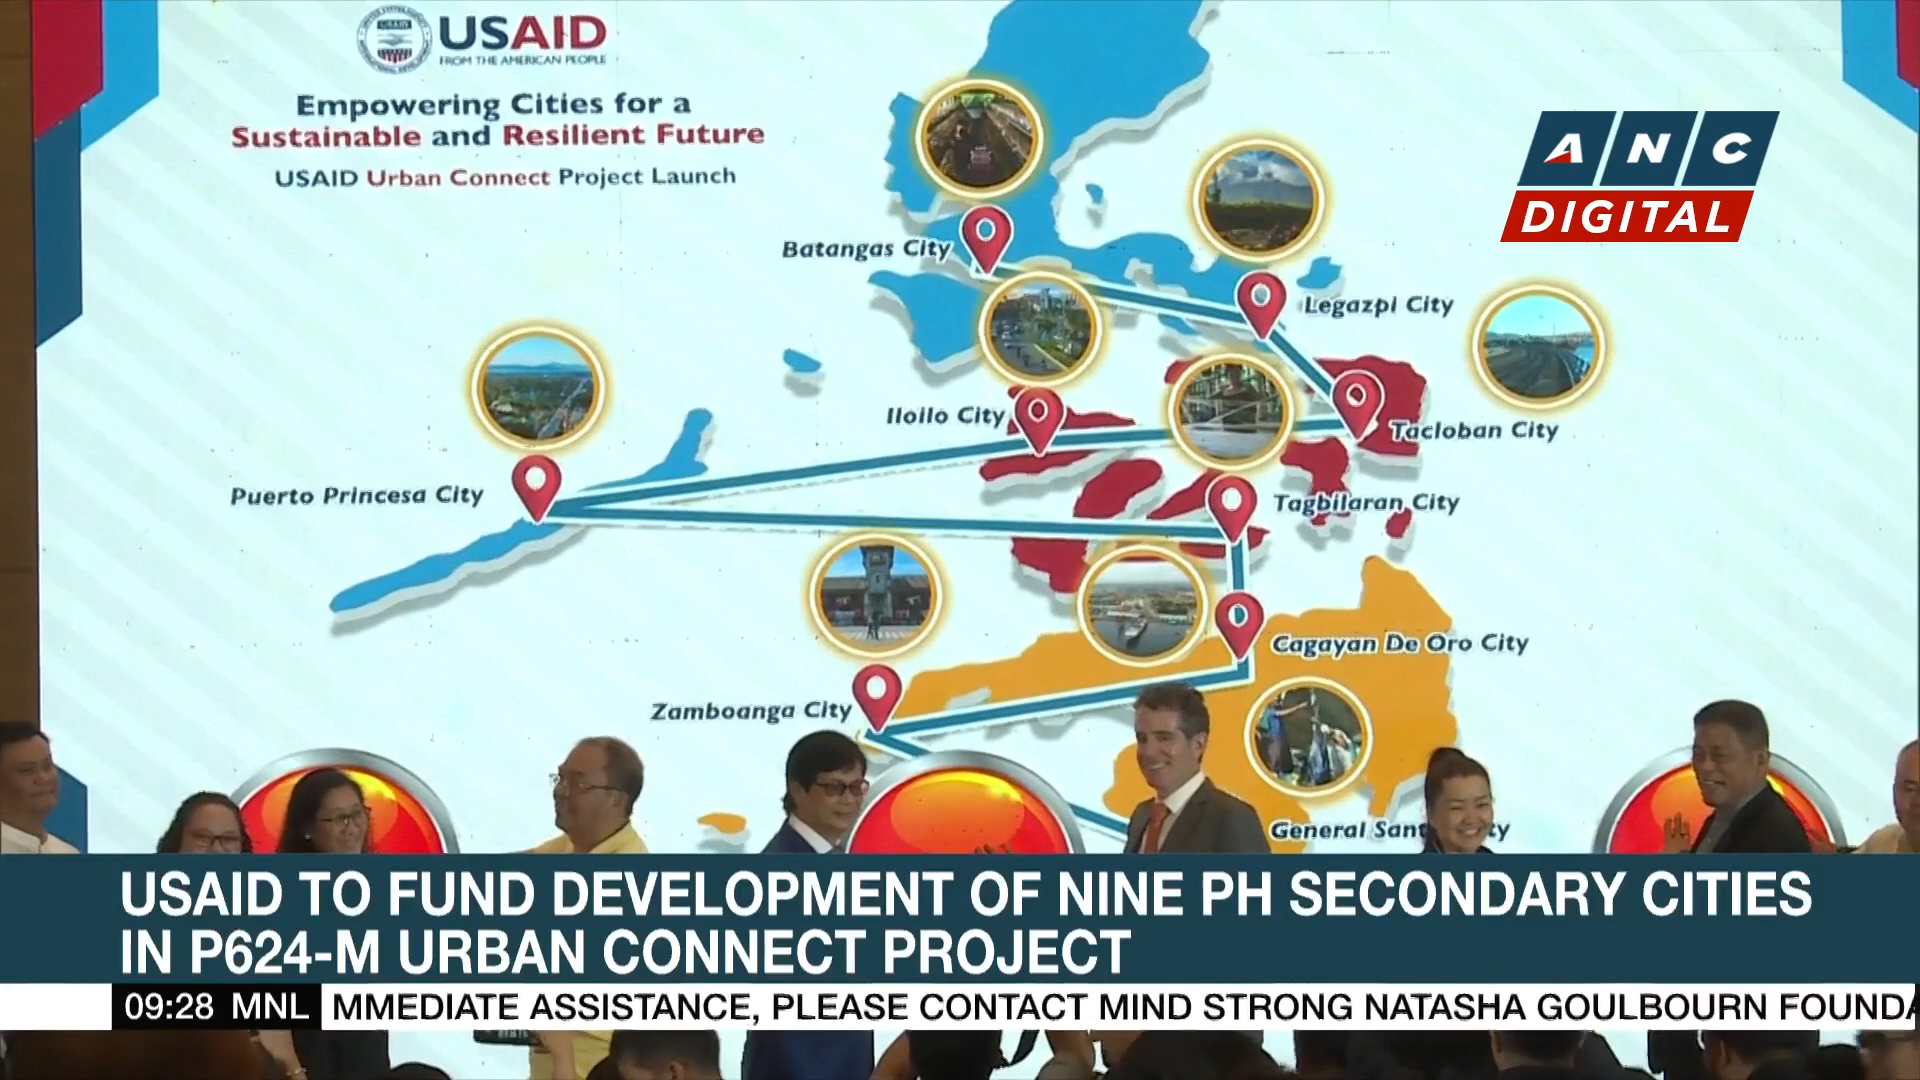 USAID
FROM THE AMERICAN PEOPLE
Empowering Cities for a
Sustainable and Resilient Future
USAID Urban Connect Project Launch
ANC
DIGITAL
Batangas City
Legazpi City
Iloilo City
Tacloban City
Puerto Princesa City
Tagbilaran City
Cagayan De Oro City
Zamboanga City
General Sant ty
USAID TO FUND DEVELOPMENT OF NINE PH SECONDARY CITIES
IN P624-M URBAN CONNECT PROJECT
09:28 MNL MMEDIATE ASSISTANCE, PLEASE CONTACT MIND STRONG NATASHA GOULBOURN FOUNDA